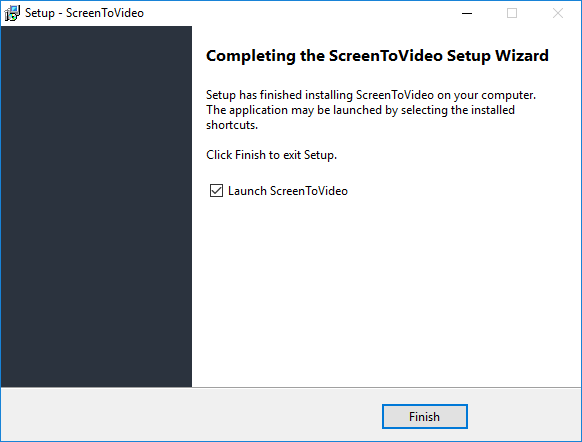 Setup - ScreenToVideo
Completing the ScreenToVideo Setup Wizard
Setup has finished installing ScreenToVideo on your computer.
The application may be launched by selecting the installed
shortcuts.
Click Finish to exit Setup.
Launch ScreenToVideo
Finish